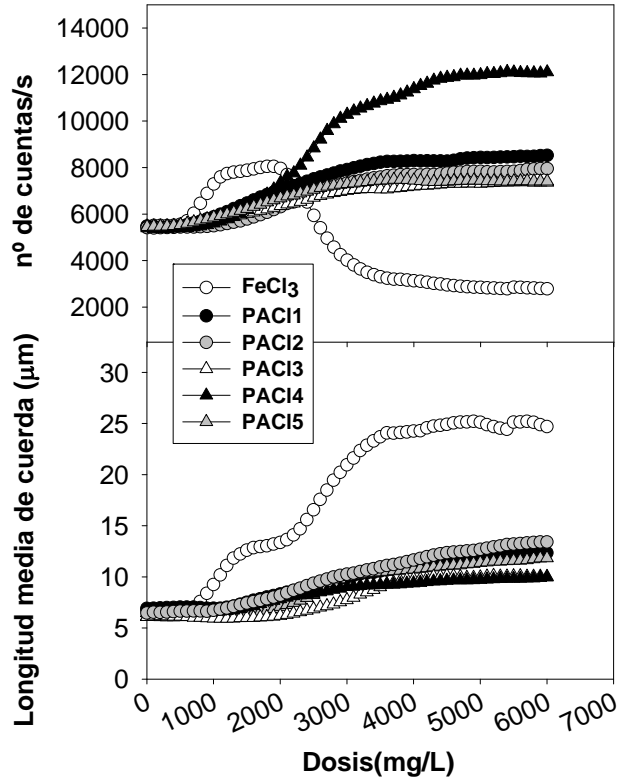 14000
12000
10000
8000
6000
4000
2000
nº de cuentas/s
FeCl3
PACl1
PACl2
PACl3
PACl4
PACl5
30
25
20
15
10
5
0
Longitud media de cuerda (µm)
0 1000 2000 3000 4000 5000 6000 7000
Dosis(mg/L)